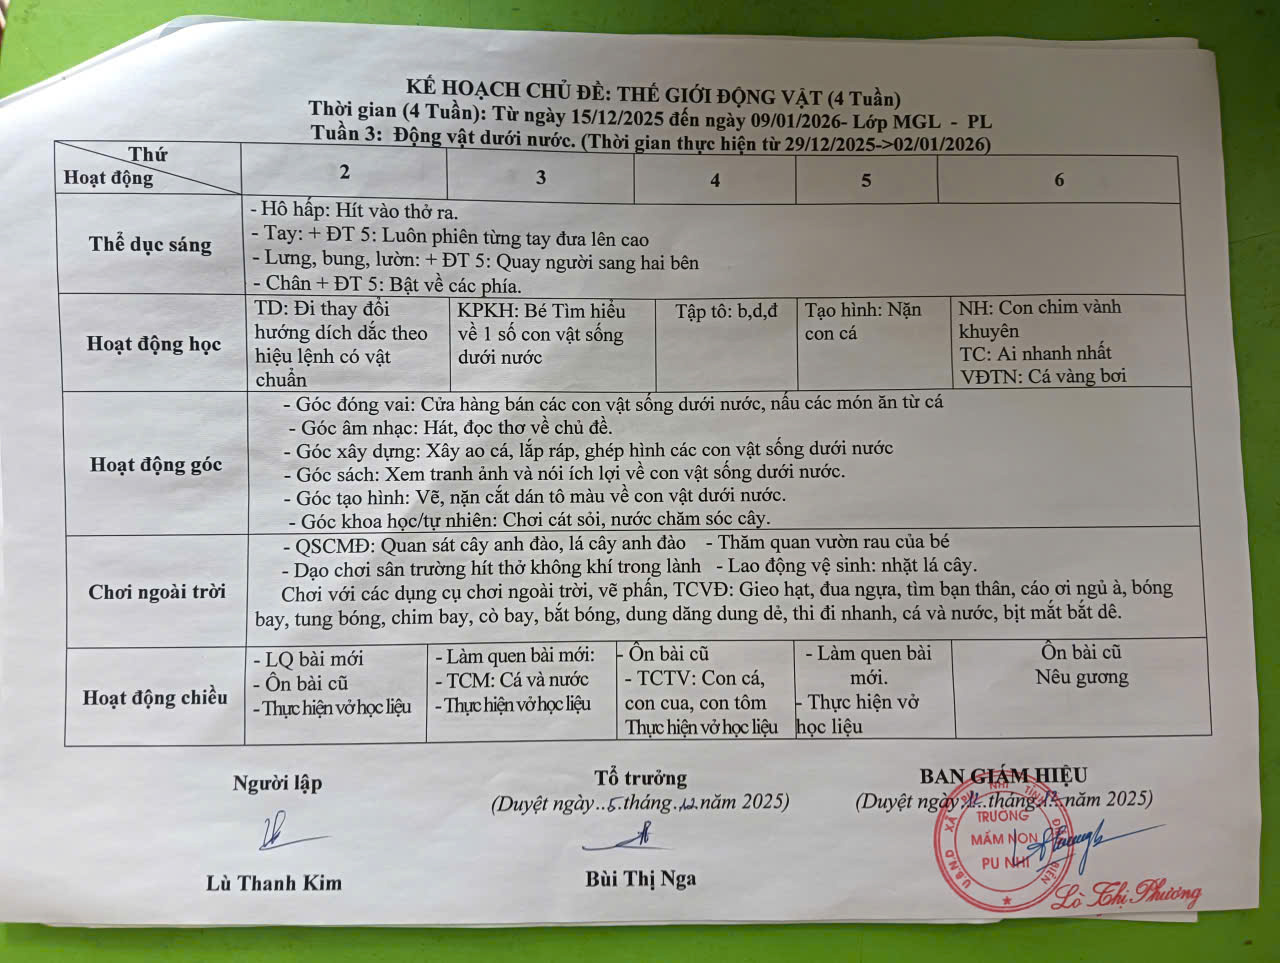 KẾ HOẠCH CHỦ ĐỀ: THẾ GIỚI ĐỘNG VẬT (4 Tuần)
Thời gian (4 Tuần): Từ ngày 15/12/2025 đến ngày 09/01/2026- Lớp MGL - PL
Tuần 3: Động vật dưới nước. (Thời gian thực hiện từ 29/12/2025->02/01/2026)
Thứ
Hoạt động
2
3
4
5
6
Thể dục sáng
- Hô hấp: Hít vào thở ra.
- Tay: + ĐT 5: Luôn phiên từng tay đưa lên cao
- Lưng, bung, lườn: + ĐT 5: Quay người sang hai bên
- Chân + ĐT 5: Bật về các phía.
Hoạt động học
TD: Đi thay đổi
hướng dích dắc theo
hiệu lệnh có vật
chuẩn
KPKH: Bé Tìm hiểu
về 1 số con vật sống
dưới nước
Tập tô: b,d,đ
Tạo hình: Nặn
con cá
NH: Con chim vành
khuyên
TC: Ai nhanh nhất
VĐTN: Cá vàng bơi
Hoạt động góc
- Góc đóng vai: Cửa hàng bán các con vật sống dưới nước, nấu các món ăn từ cá
- Góc âm nhạc: Hát, đọc thơ về chủ đề.
- Góc xây dựng: Xây ao cá, lắp ráp, ghép hình các con vật sống dưới nước
- Góc sách: Xem tranh ảnh và nói ích lợi về con vật sống dưới nước.
- Góc tạo hình: Vẽ, nặn cắt dán tô màu về con vật dưới nước.
- Góc khoa học/tự nhiên: Chơi cát sỏi, nước chăm sóc cây.
Chơi ngoài trời
- QSCMĐ: Quan sát cây anh đào, lá cây anh đào - Thăm quan vườn rau của bé
- Dạo chơi sân trường hít thở không khí trong lành - Lao động vệ sinh: nhặt lá cây.
Chơi với các dụng cụ chơi ngoài trời, vẽ phấn, TCVĐ: Gieo hạt, đua ngựa, tìm bạn thân, cáo ơi ngủ à, bóng
bay, tung bóng, chim bay, cò bay, bắt bóng, dung dăng dung dẻ, thi đi nhanh, cá và nước, bịt mắt bắt dê.
Hoạt động chiều
- LQ bài mới
- Ôn bài cũ
- Thực hiện vở học liệu
- Làm quen bài mới:
- TCM: Cá và nước
- Thực hiện vở học liệu
- Ôn bài cũ
- TCTV: Con cá,
con cua, con tôm
Thực hiện vở học liệu
- Làm quen bài
mới.
- Thực hiện vở
học liệu
Ôn bài cũ
Nêu gương
Người lập
Lù Thanh Kim
Tổ trưởng
(Duyệt ngày..5.tháng.12.năm 2025)
Bùi Thị Nga
BAN GIÁM HIỆU
(Duyệt ngày tháng.12.năm 2025)
U.B.N.D XÃ PU NHI TỈNH ĐIỆN BIÊN
TRƯỜNG
MẦM NON
PU NHI
Lò Thị Phương